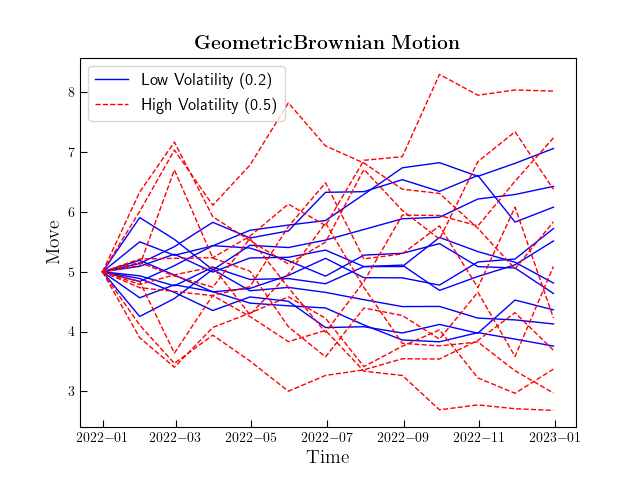 GeometricBrownian Motion
Low Volatility (0.2)
High Volatility (0.5)
8
7
6
5
4
3
Move
2022−01 2022−03 2022−05 2022−07 2022−09 2022−11 2023−01
Time